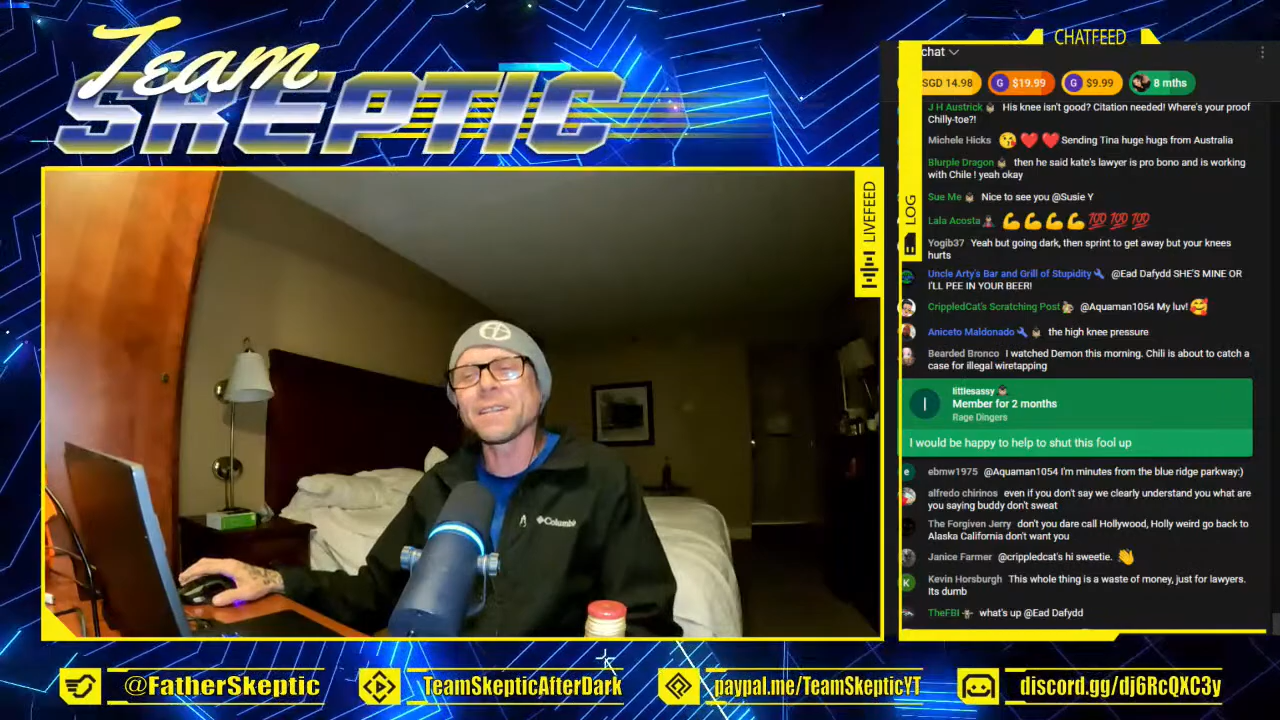 Team
SKEPTIC
CHATFEED
chat
SGD 14.98
G $19.99
G $9.99
8 mths
J H Austrick His knee isn't good? Citation needed! Where's your proof
Chilly-toe?!
Michele Hicks 😘❤️❤️ Sending Tina huge hugs from Australia
Blurple Dragon then he said kate's lawyer is pro bono and is working
with Chile ! yeah okay
Sue Me Nice to see you @Susie Y
Lala Acosta 💪💪💪💪💯💯💯
Yogib37 Yeah but going dark, then sprint to get away but your knees
hurts
Uncle Arty's Bar and Grill of Stupidity @Ead Dafydd SHE'S MINE OR
I'LL PEE IN YOUR BEER!
CrippledCat's Scratching Post @Aquaman1054 My luv! 🥰
Aniceto Maldonado the high knee pressure
Bearded Bronco I watched Demon this morning. Chili is about to catch a
case for illegal wiretapping
l
littlesassy
Member for 2 months
Rage Dingers
I would be happy to help to shut this fool up
e
ebmw1975 @Aquaman1054 I'm minutes from the blue ridge parkway:)
alfredo chirinos even if you don't say we clearly understand you what are
you saying buddy don't sweat
The Forgiven Jerry don't you dare call Hollywood, Holly weird go back to
Alaska California don't want you
Janice Farmer @crippledcat's hi sweetie. 👋
K
Kevin Horsburgh This whole thing is a waste of money, just for lawyers.
Its dumb
TheFBI what's up @Ead Dafydd
LIVEFEED
LOG
Columbia
@FatherSkeptic
TeamSkepticAfterDark
paypal.me/TeamSkepticYT
discord.gg/dj6RcQXC3y